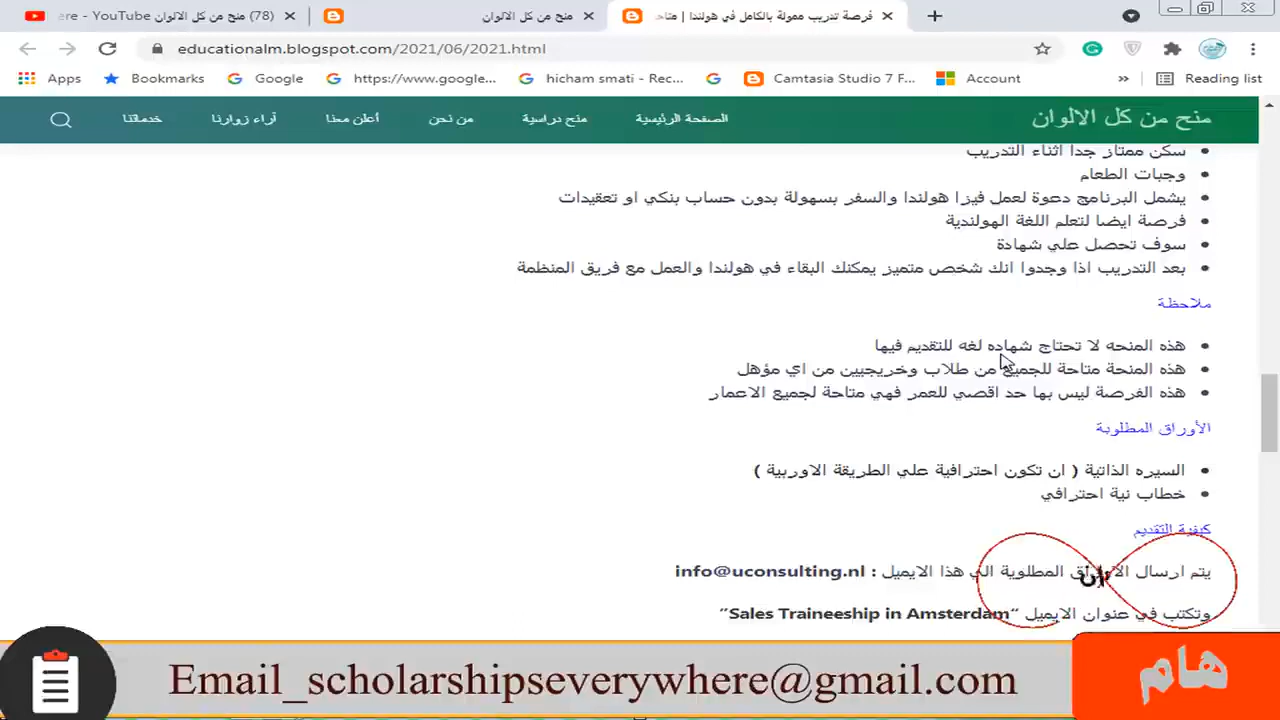 (78) منح من كل الالوان YouTube - ere
منح من كل الالوان
فرصة تدريب ممولة بالكامل في هولندا | متاحـ
educationalm.blogspot.com/2021/06/2021.html
Apps Bookmarks Google https://www.google... hicham smati - Rec... Camtasia Studio 7 F... Account » Reading list
منح من كل الالوان الصفحة الرئيسية منح دراسية من نحن أعلن معنا آراء زوارنا خدماتنا
سكن ممتاز جدا اثناء التدريب
وجبات الطعام
يشمل البرنامج دعوة لعمل فيزا هولندا والسفر بسهولة بدون حساب بنكي او تعقيدات
فرصة ايضا لتعلم اللغة الهولندية
سوف تحصل علي شهادة
بعد التدريب اذا وجدوا انك شخص متميز يمكنك البقاء في هولندا والعمل مع فريق المنظمة
ملاحظة
هذه المنحه لا تحتاج شهاده لغه للتقديم فيها
هذه المنحة متاحة للجميع من طلاب وخريجيين من اي مؤهل
هذه الفرصة ليس بها حد اقصي للعمر فهي متاحة لجميع الاعمار
الأوراق المطلوبة
السيره الذاتية ( ان تكون احترافية علي الطريقة الاوربية )
خطاب نية احترافي
كيفية التقديم
يتم ارسال الاوراق المطلوبة الي هذا الايميل : info@uconsulting.nl
وتكتب في عنوان الايميل “Sales Traineeship in Amsterdam”
Email_scholarshipseverywhere@gmail.com
هام